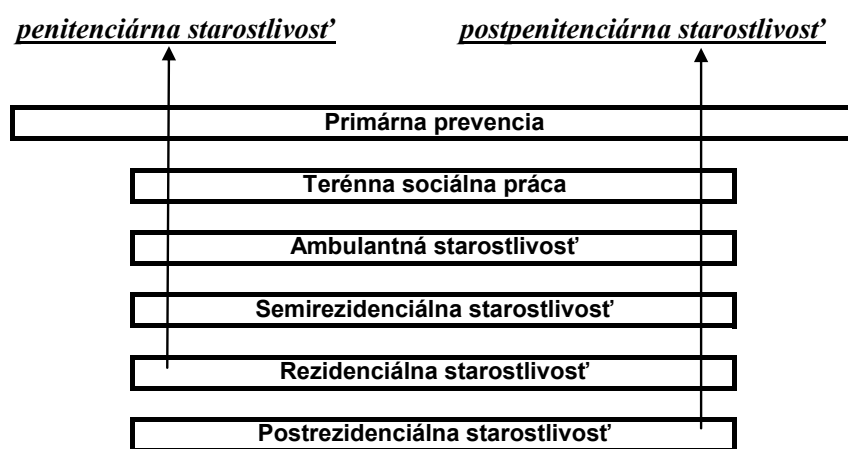 penitenciárna starostlivosť postpenitenciárna starostlivosť
Primárna prevencia
Terénna sociálna práca
Ambulantná starostlivosť
Semirezidenciálna starostlivosť
Rezidenciálna starostlivosť
Postrezidenciálna starostlivosť